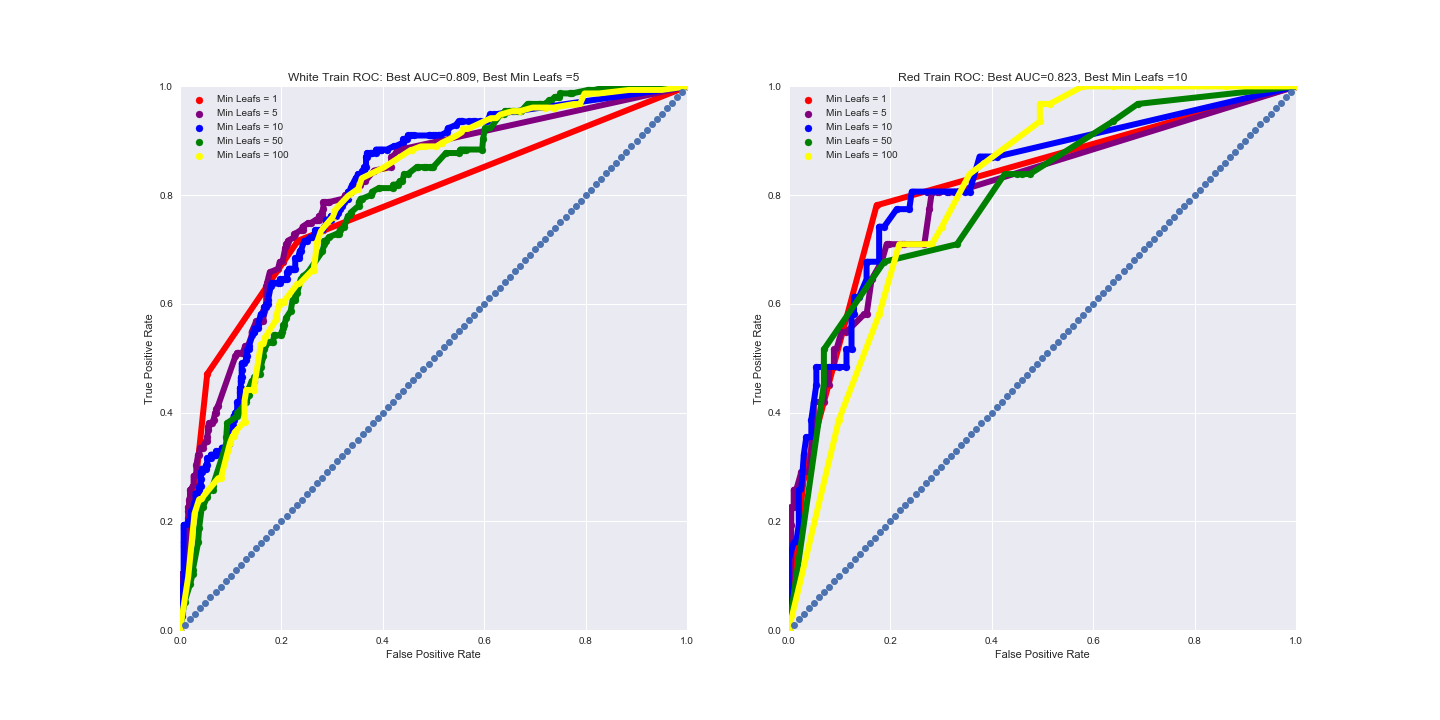 White Train ROC: Best AUC=0.809, Best Min Leafs =5
Min Leafs = 1
Min Leafs = 5
Min Leafs = 10
Min Leafs = 50
Min Leafs = 100
1.0
0.8
0.6
0.4
0.2
0.0
True Positive Rate
0.0 0.2 0.4 0.6 0.8 1.0
False Positive Rate
Red Train ROC: Best AUC=0.823, Best Min Leafs =10
Min Leafs = 1
Min Leafs = 5
Min Leafs = 10
Min Leafs = 50
Min Leafs = 100
1.0
0.8
0.6
0.4
0.2
0.0
True Positive Rate
0.0 0.2 0.4 0.6 0.8 1.0
False Positive Rate